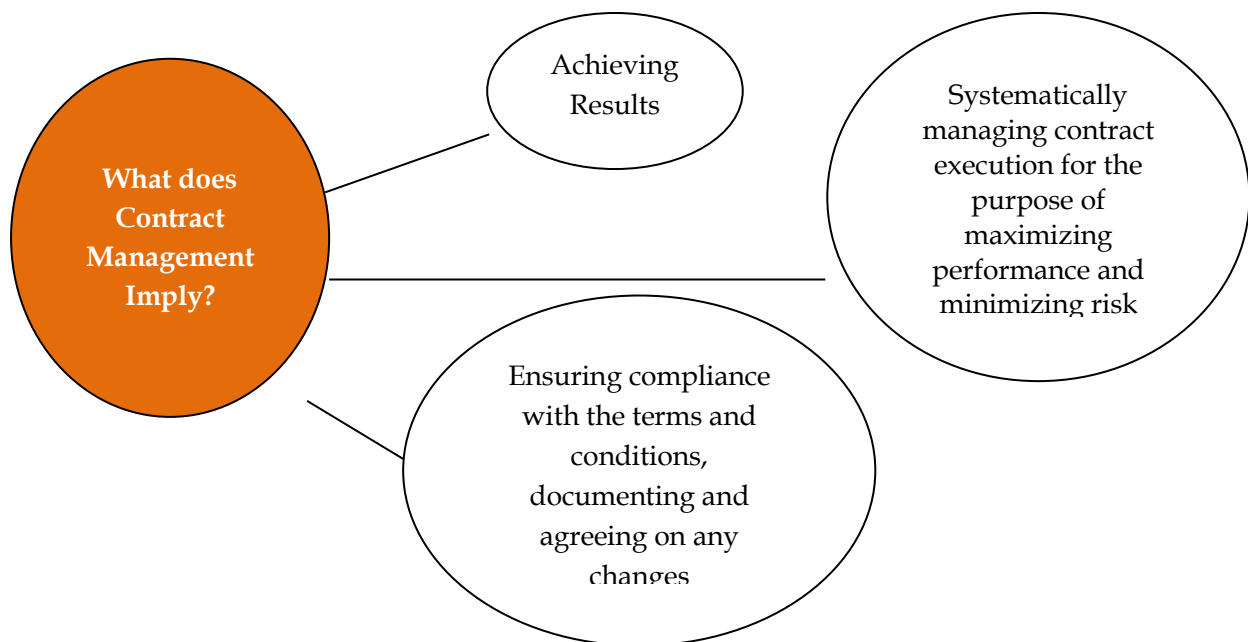 What does
Contract
Management
Imply?
Achieving
Results
Systematically
managing contract
execution for the
purpose of
maximizing
performance and
minimizing risk
Ensuring compliance
with the terms and
conditions,
documenting and
agreeing on any
changes